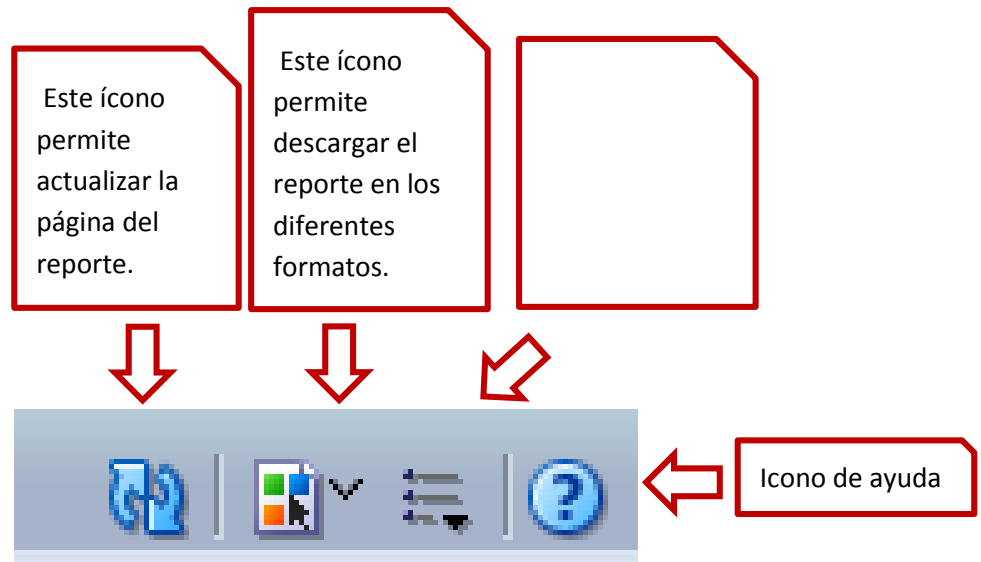 Este ícono
permite
actualizar la
página del
reporte.
Este ícono
permite
descargar el
reporte en los
diferentes
formatos.
?
Icono de ayuda